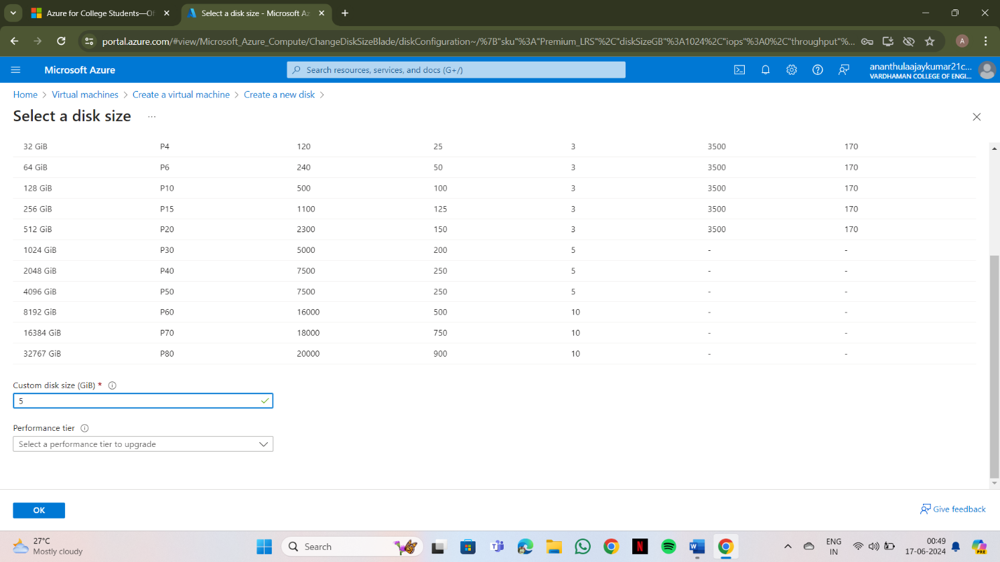 Azure for College Students—Of
Select a disk size - Microsoft Az
portal.azure.com/#view/Microsoft_Azure_Compute/ChangeDiskSizeBlade/diskConfiguration~/%7B"sku"%3A"Premium_LRS"%2C"diskSizeGB"%3A1024%2C"iops"%3A0%2C"throughput"%...
A
Microsoft Azure
Search resources, services, and docs (G+/)
ananthulaajaykumar21c...
VARDHAMAN COLLEGE OF ENGI...
Home > Virtual machines > Create a virtual machine > Create a new disk >
Select a disk size ...
32 GiB P4 120 25 3 3500 170
64 GiB P6 240 50 3 3500 170
128 GiB P10 500 100 3 3500 170
256 GiB P15 1100 125 3 3500 170
512 GiB P20 2300 150 3 3500 170
1024 GiB P30 5000 200 5 - -
2048 GiB P40 7500 250 5 - -
4096 GiB P50 7500 250 5 - -
8192 GiB P60 16000 500 10 - -
16384 GiB P70 18000 750 10 - -
32767 GiB P80 20000 900 10 - -
Custom disk size (GiB) *
5
Performance tier
Select a performance tier to upgrade
OK
Give feedback
27°C
Mostly cloudy
Search
ENG
IN
00:49
17-06-2024
PRE